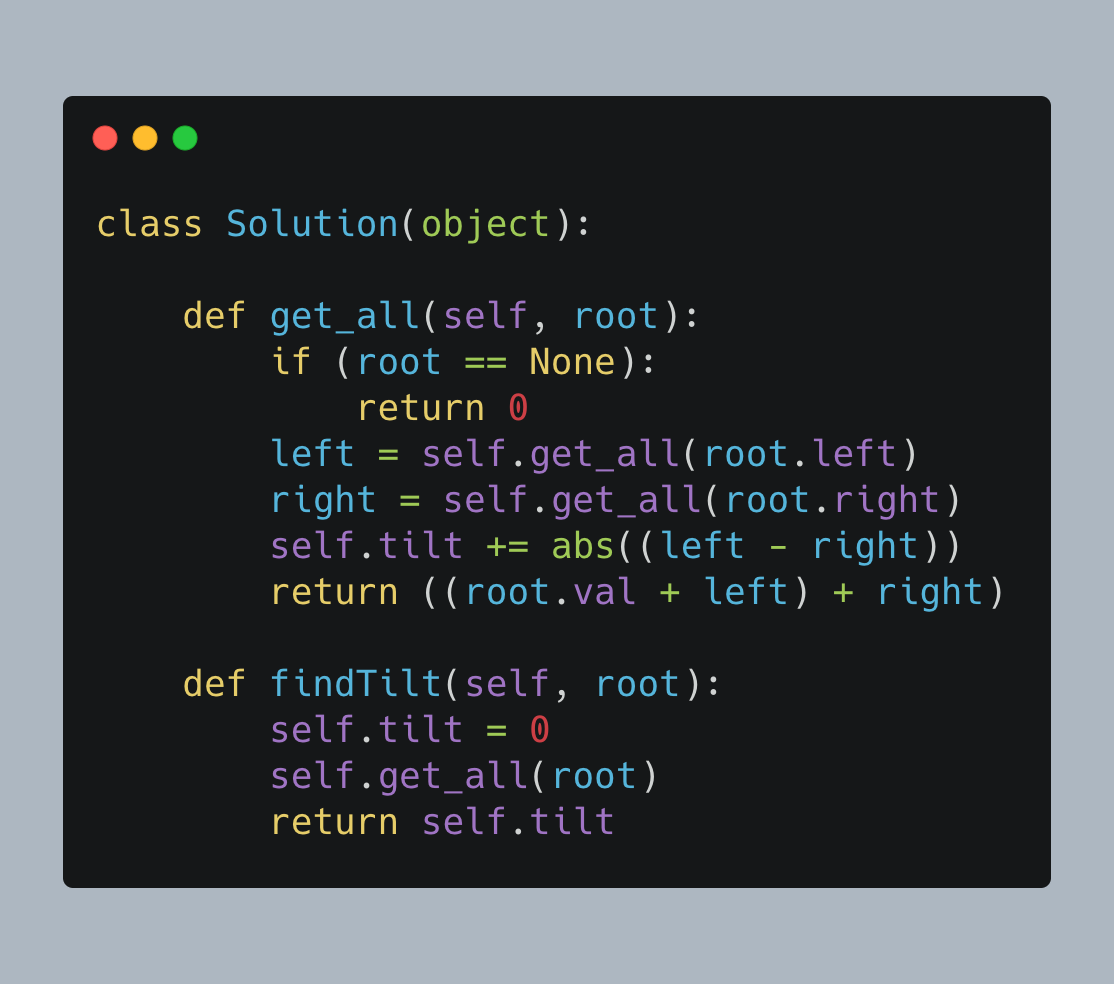 class Solution(object):

    def get_all(self, root):
        if (root == None):
            return 0
        left = self.get_all(root.left)
        right = self.get_all(root.right)
        self.tilt += abs((left - right))
        return ((root.val + left) + right)

    def findTilt(self, root):
        self.tilt = 0
        self.get_all(root)
        return self.tilt